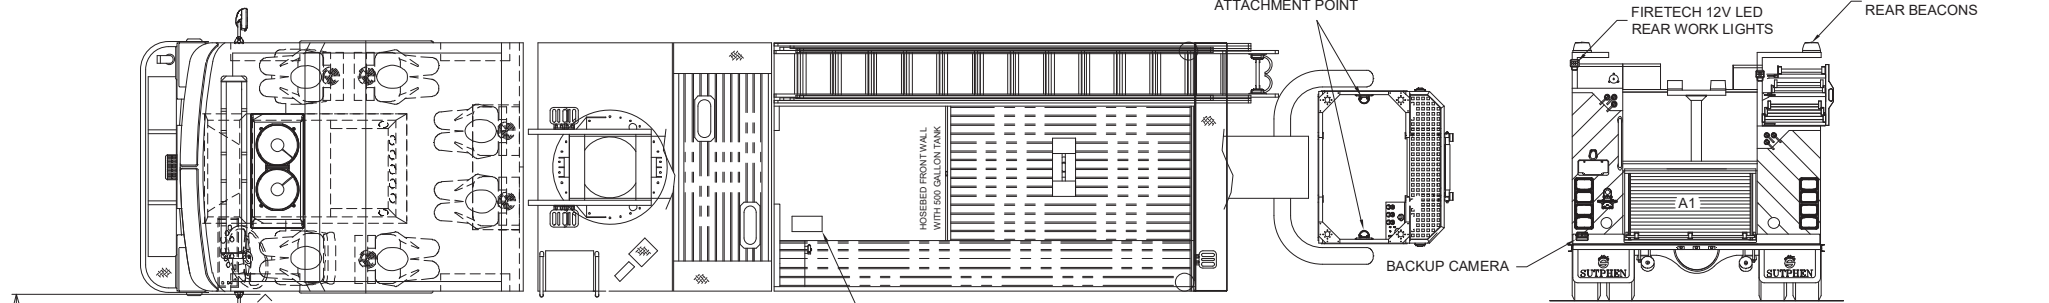 ATTACHMENT POINT
FIRETECH 12V LED
REAR WORK LIGHTS
REAR BEACONS
HOSEBED FRONT WALL
WITH 500 GALLON TANK
A1
BACKUP CAMERA
SUTPHEN
SUTPHEN